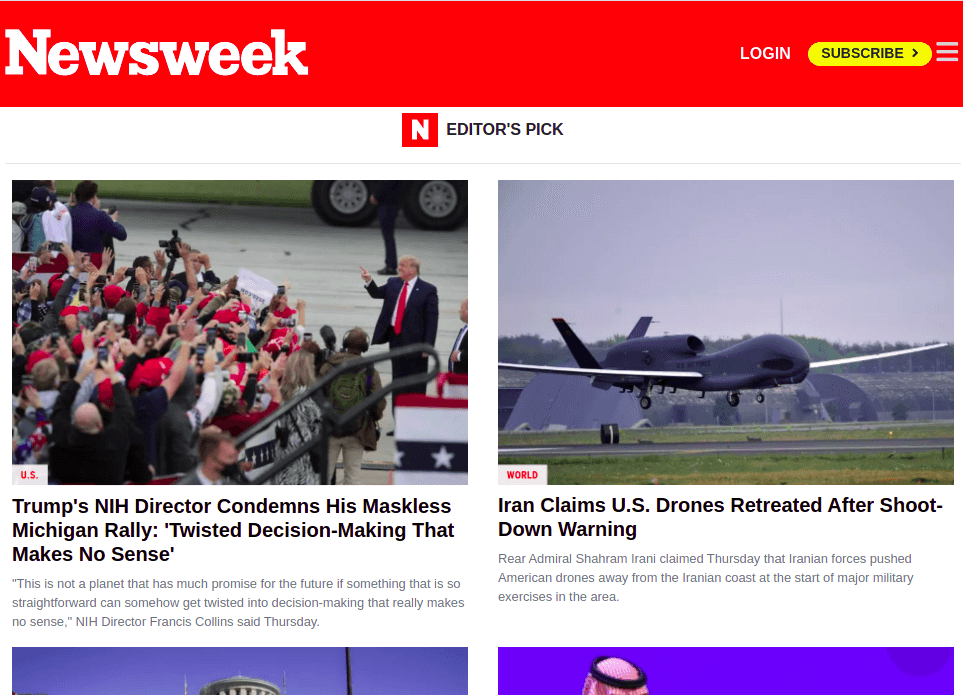 Newsweek
LOGIN
SUBSCRIBE >
N EDITOR'S PICK
U.S.
Trump's NIH Director Condemns His Maskless
Michigan Rally: 'Twisted Decision-Making That
Makes No Sense'
"This is not a planet that has much promise for the future if something that is so
straightforward can somehow get twisted into decision-making that really makes
no sense," NIH Director Francis Collins said Thursday.
WORLD
Iran Claims U.S. Drones Retreated After Shoot-
Down Warning
Rear Admiral Shahram Irani claimed Thursday that Iranian forces pushed
American drones away from the Iranian coast at the start of major military
exercises in the area.